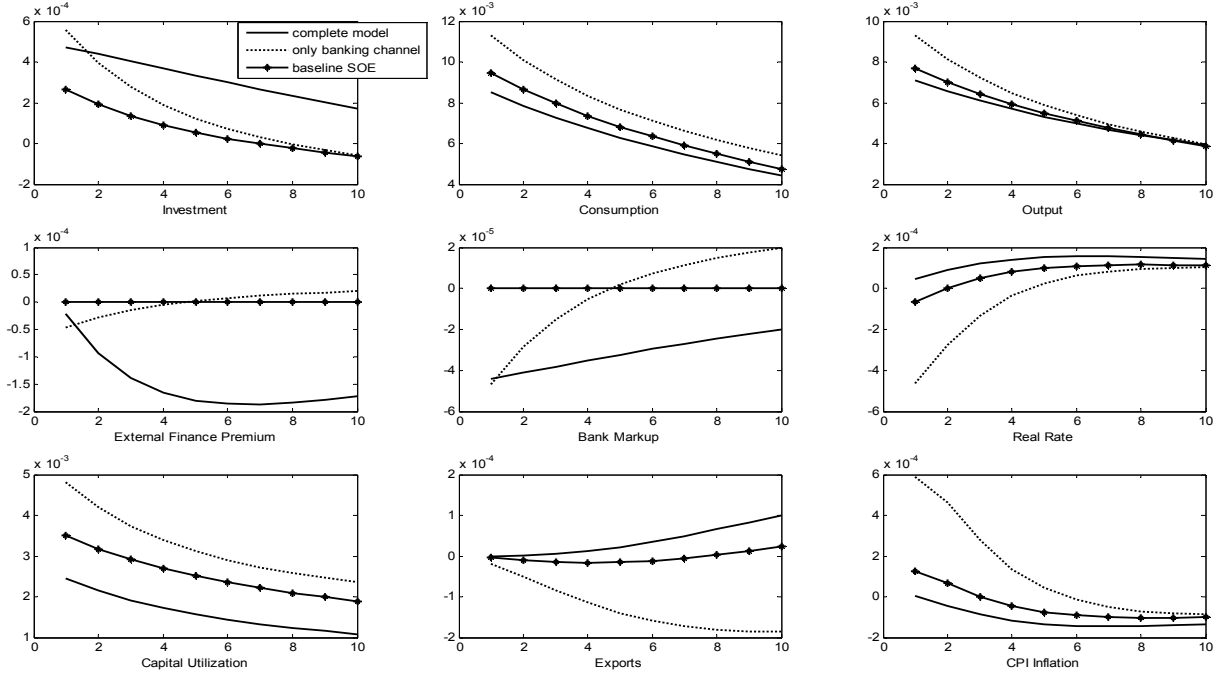 x 10⁻⁴
6
4
2
0
-2
0 2 4 6 8 10
Investment
complete model
only banking channel
baseline SOE
x 10⁻³
12
10
8
6
4
0 2 4 6 8 10
Consumption
x 10⁻³
10
8
6
4
2
0 2 4 6 8 10
Output
x 10⁻⁴
1
0.5
0
-0.5
-1
-1.5
-2
0 2 4 6 8 10
External Finance Premium
x 10⁻⁵
2
0
-2
-4
-6
0 2 4 6 8 10
Bank Markup
x 10⁻⁴
2
0
-2
-4
-6
0 2 4 6 8 10
Real Rate
x 10⁻³
5
4
3
2
1
0 2 4 6 8 10
Capital Utilization
x 10⁻⁴
2
1
0
-1
-2
0 2 4 6 8 10
Exports
x 10⁻⁴
6
4
2
0
-2
0 2 4 6 8 10
CPI Inflation